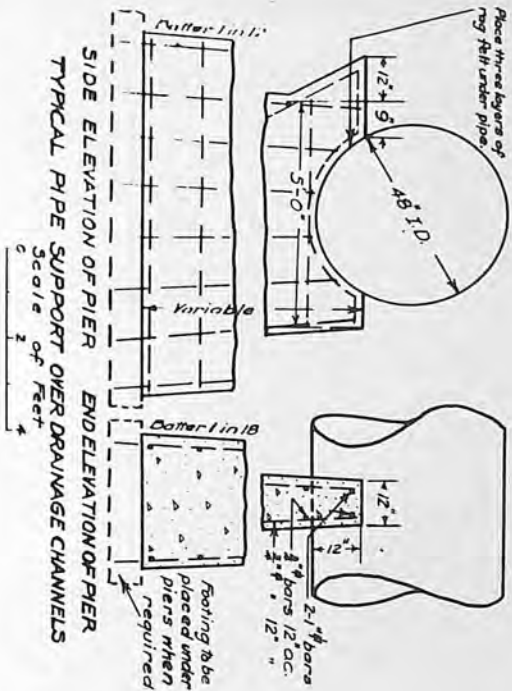 Place three layers of
rag felt under pipe.
12"
9"
48" I.D.
5'-0"
Variable
Batter 1 in 12
12"
12"
2-1"φ bars
bars 12" o.c.
12" "
Batter 1 in 18
Footing to be
placed under
piers when
required
SIDE ELEVATION OF PIER
END ELEVATION OF PIER
TYPICAL PIPE SUPPORT OVER DRAINAGE CHANNELS
Scale of Feet
0 2 4